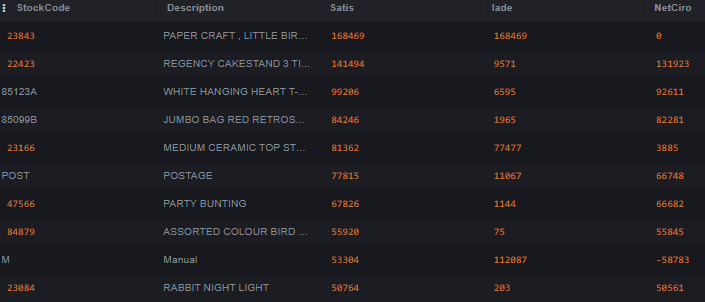 StockCode Description Satis Iade NetCiro
23843 PAPER CRAFT , LITTLE BIR... 168469 168469 0
22423 REGENCY CAKESTAND 3 TI... 141494 9571 131923
85123A WHITE HANGING HEART T-... 99206 6595 92611
85099B JUMBO BAG RED RETROS... 84246 1965 82281
23166 MEDIUM CERAMIC TOP ST... 81362 77477 3885
POST POSTAGE 77815 11067 66748
47566 PARTY BUNTING 67826 1144 66682
84879 ASSORTED COLOUR BIRD ... 55920 75 55845
M Manual 53304 112087 -58783
23084 RABBIT NIGHT LIGHT 50764 203 50561